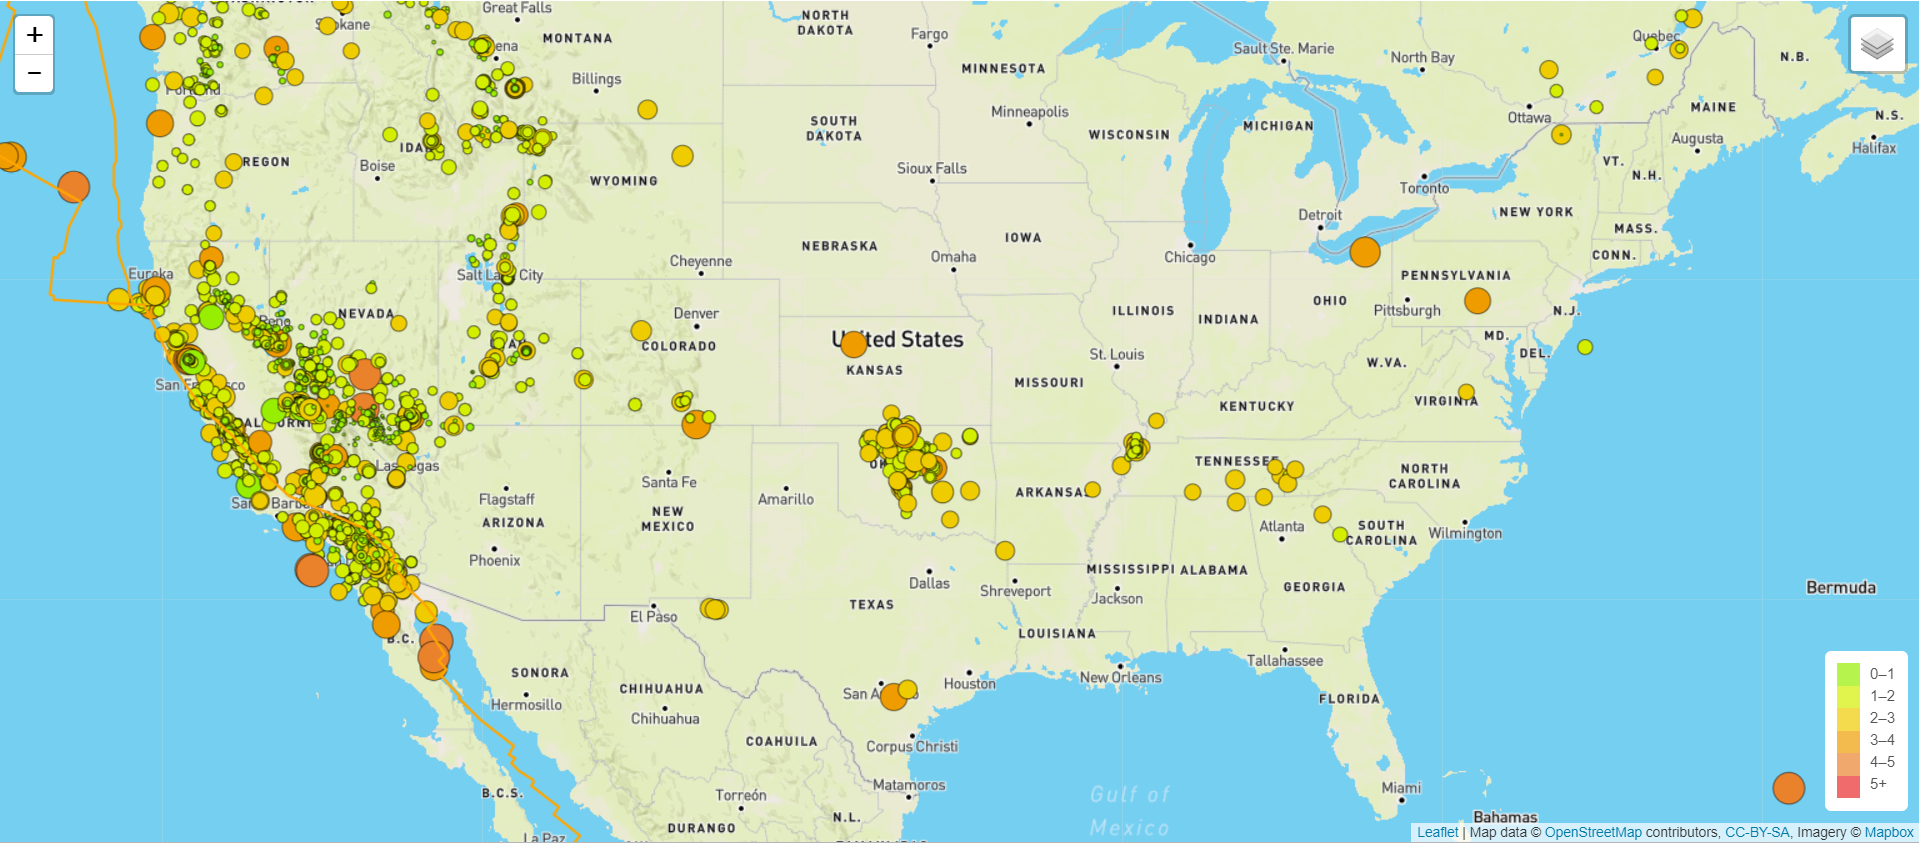 +
−
Great Falls
Spokane
NORTH
DAKOTA
Fargo
MONTANA
Billings
MINNESOTA
Minneapolis
Sault Ste. Marie
North Bay
Quebec
N.B.
MAINE
N.S.
Augusta
Halifax
Ottawa
Portland
SOUTH
DAKOTA
WISCONSIN
MICHIGAN
VT.
N.H.
Boise
Sioux Falls
WYOMING
Toronto
NEW YORK
MASS.
CONN.
Detroit
NEBRASKA
IOWA
Omaha
Chicago
Cheyenne
Eureka
Salt La City
PENNSYLVANIA
Pittsburgh
OHIO
N.J.
ILLINOIS
INDIANA
NEVADA
Reno
Denver
COLORADO
United States
KANSAS
St. Louis
MISSOURI
MD.
DEL.
W.VA.
VIRGINIA
KENTUCKY
San Francisco
CALIFORNIA
Las Vegas
TENNESSEE
NORTH
CAROLINA
Santa Fe
Amarillo
ARKANSAS
Flagstaff
ARIZONA
NEW
MEXICO
Santa Barbara
Atlanta
SOUTH
CAROLINA
Wilmington
Phoenix
Dallas
Shreveport
MISSISSIPPI
ALABAMA
GEORGIA
Jackson
Bermuda
TEXAS
El Paso
B.C.
LOUISIANA
Tallahassee
SONORA
Hermosillo
CHIHUAHUA
Chihuahua
San Antonio
Houston
New Orleans
FLORIDA
COAHUILA
Corpus Christi
Matamoros
Miami
Gulf of
Mexico
B.C.S.
Torreón
N.L.
DURANGO
La Paz
Bahamas
0–1
1–2
2–3
3–4
4–5
5+
Leaflet | Map data © OpenStreetMap contributors, CC-BY-SA, Imagery © Mapbox